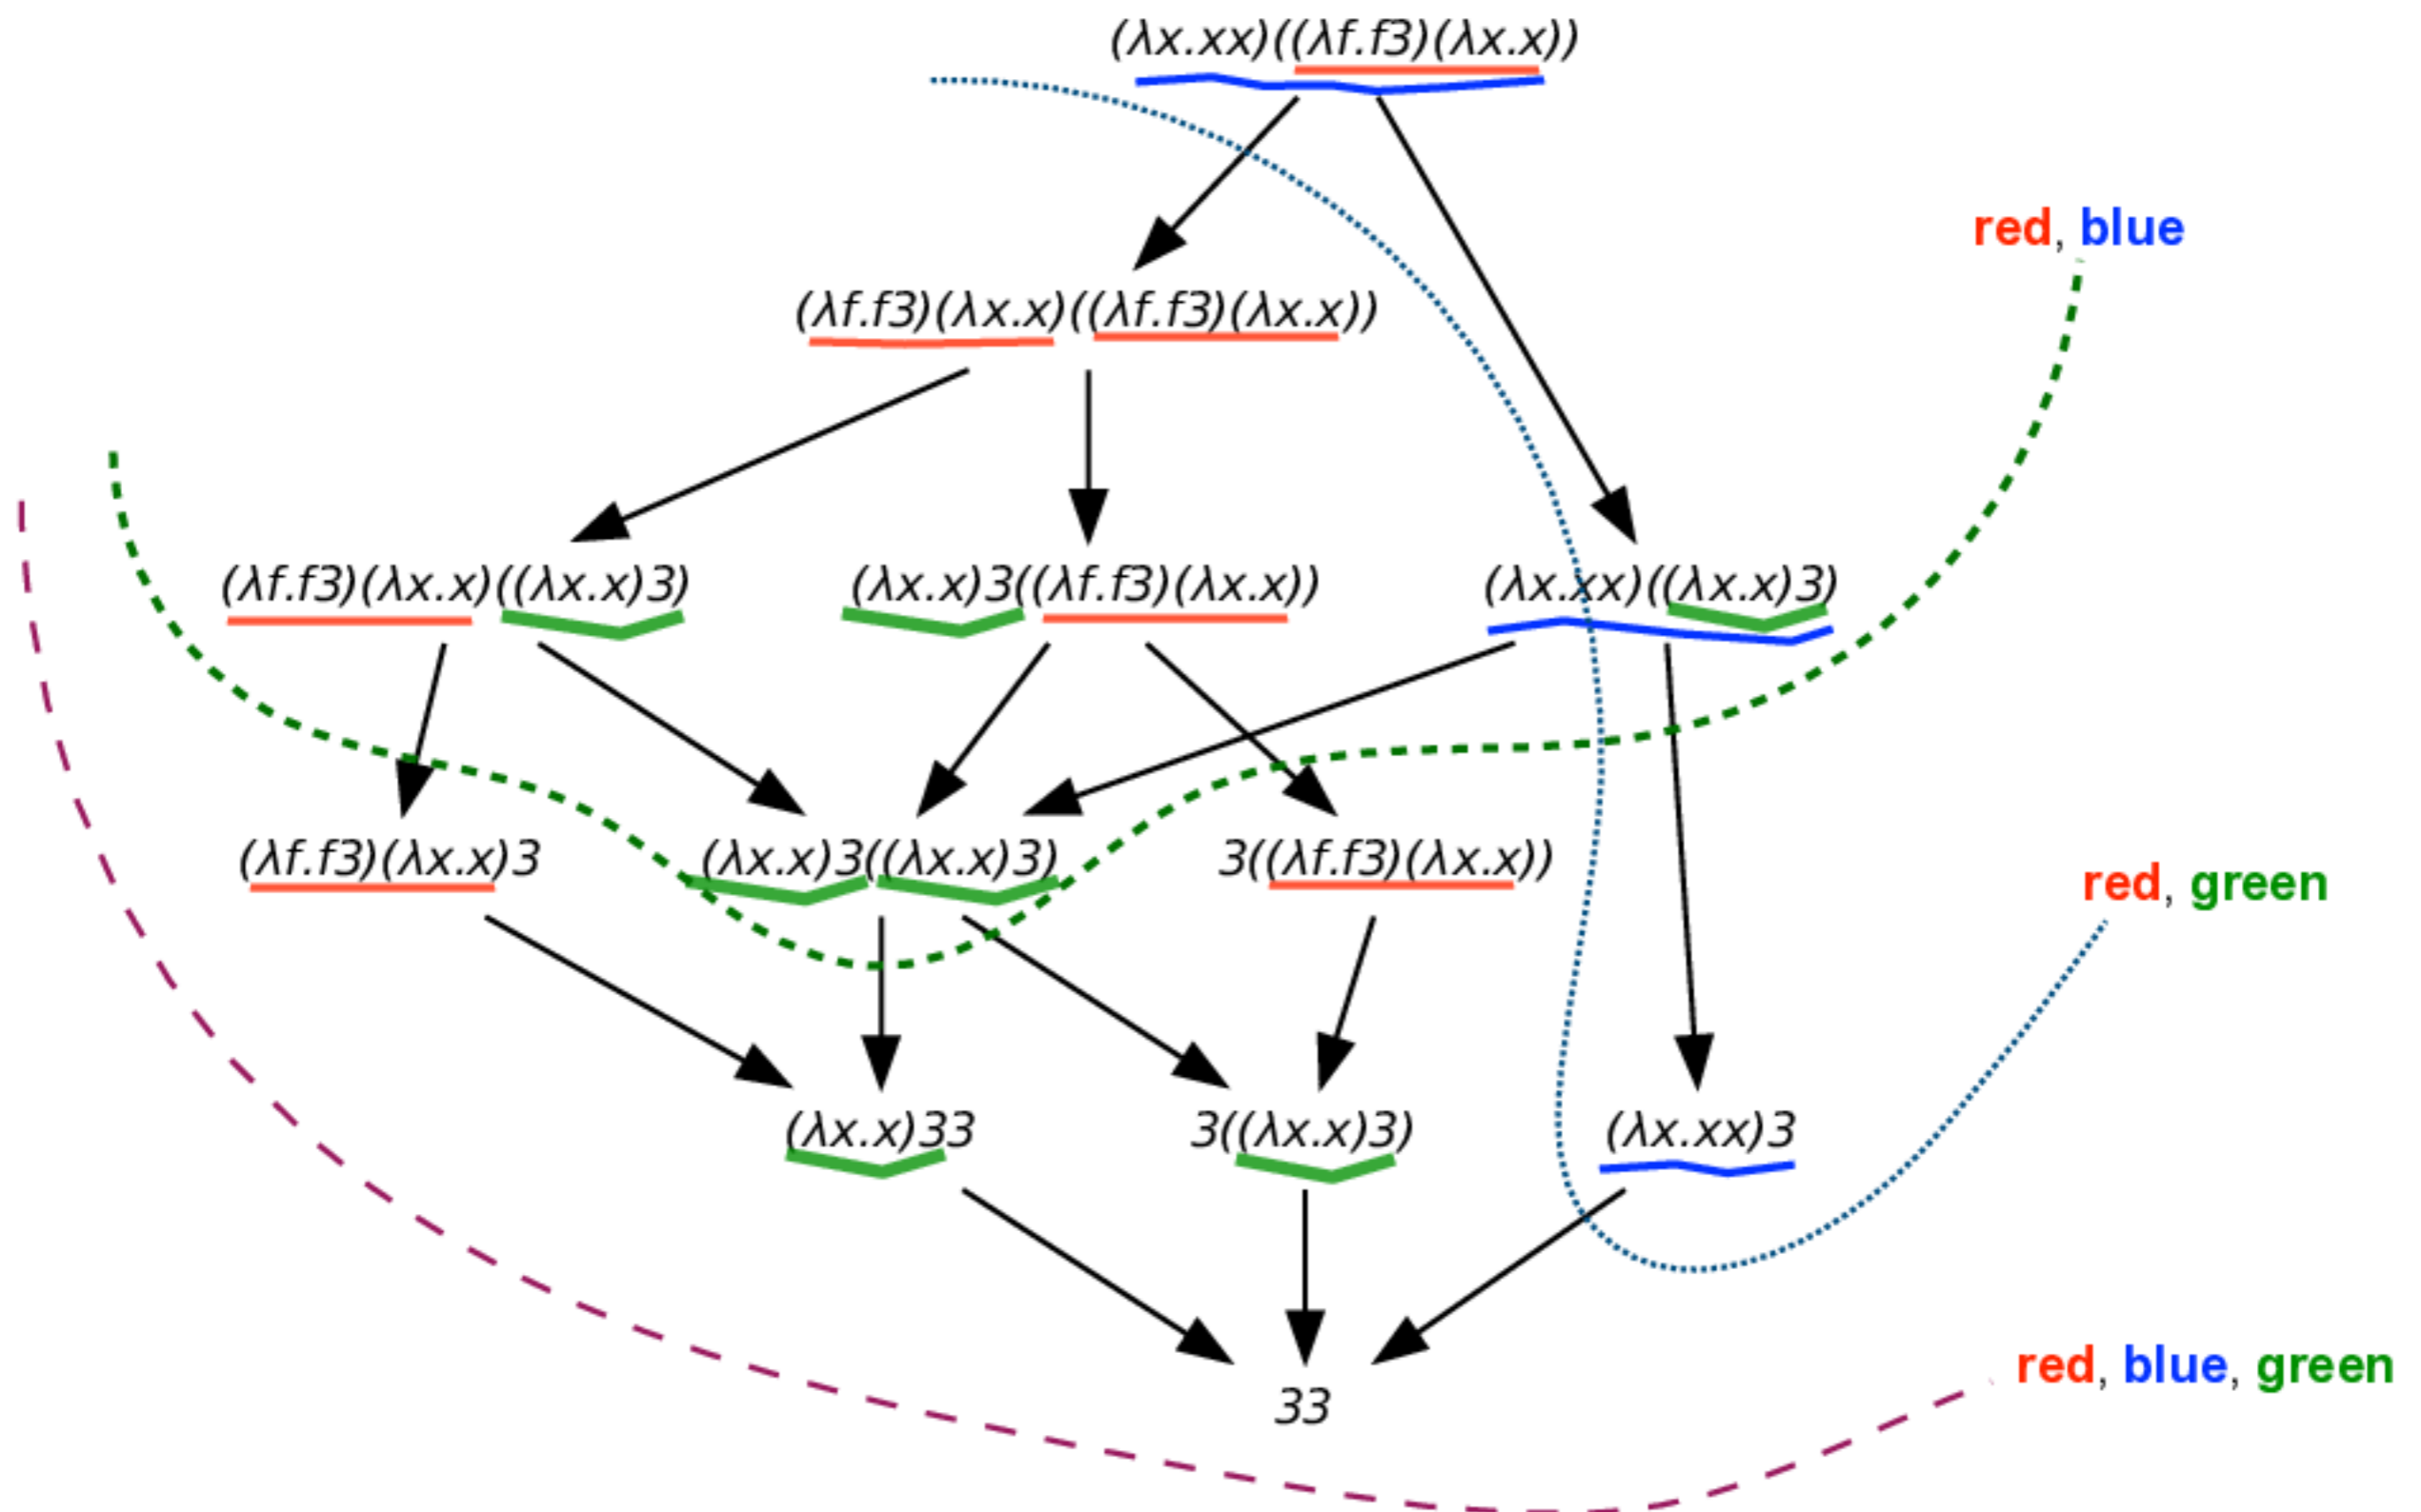 (λx.xx)((λf.f3)(λx.x))
red, blue
(λf.f3)(λx.x)((λf.f3)(λx.x))
(λf.f3)(λx.x)((λx.x)3)
(λx.x)3((λf.f3)(λx.x))
(λx.xx)((λx.x)3)
(λf.f3)(λx.x)3
(λx.x)3((λx.x)3)
3((λf.f3)(λx.x))
red, green
(λx.x)33
3((λx.x)3)
(λx.xx)3
red, blue, green
33